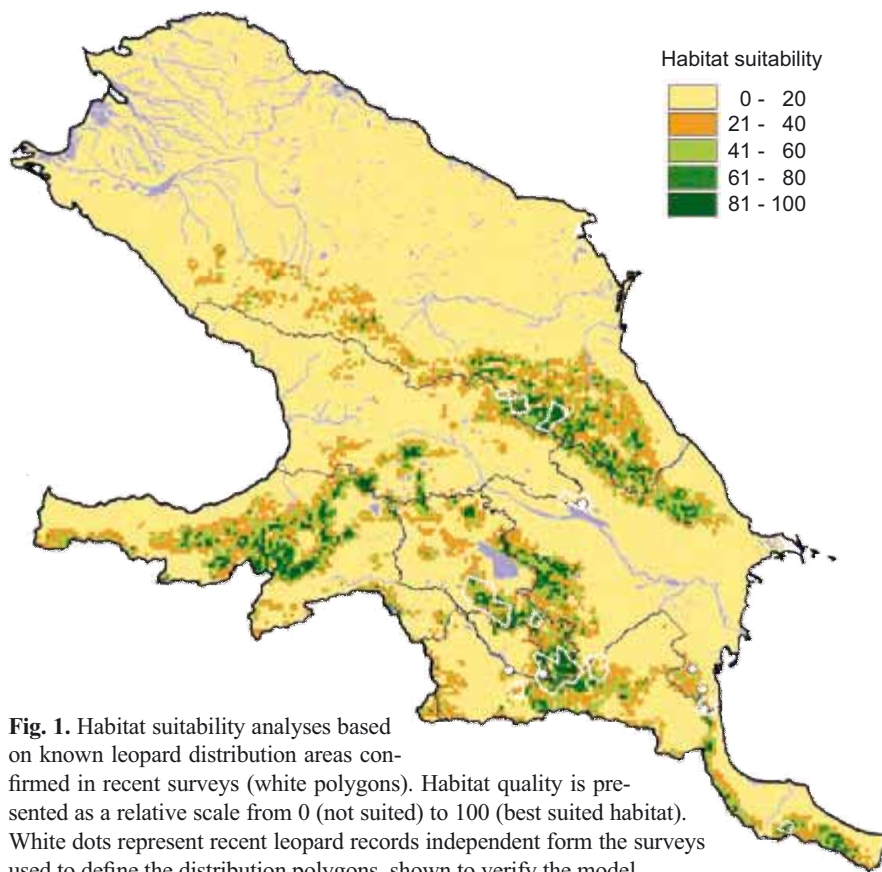 Habitat suitability
0 - 20
21 - 40
41 - 60
61 - 80
81 - 100
Fig. 1. Habitat suitability analyses based
on known leopard distribution areas con-
firmed in recent surveys (white polygons). Habitat quality is pre-
sented as a relative scale from 0 (not suited) to 100 (best suited habitat).
White dots represent recent leopard records independent form the surveys
used to define the distribution polygons, shown to verify the model.